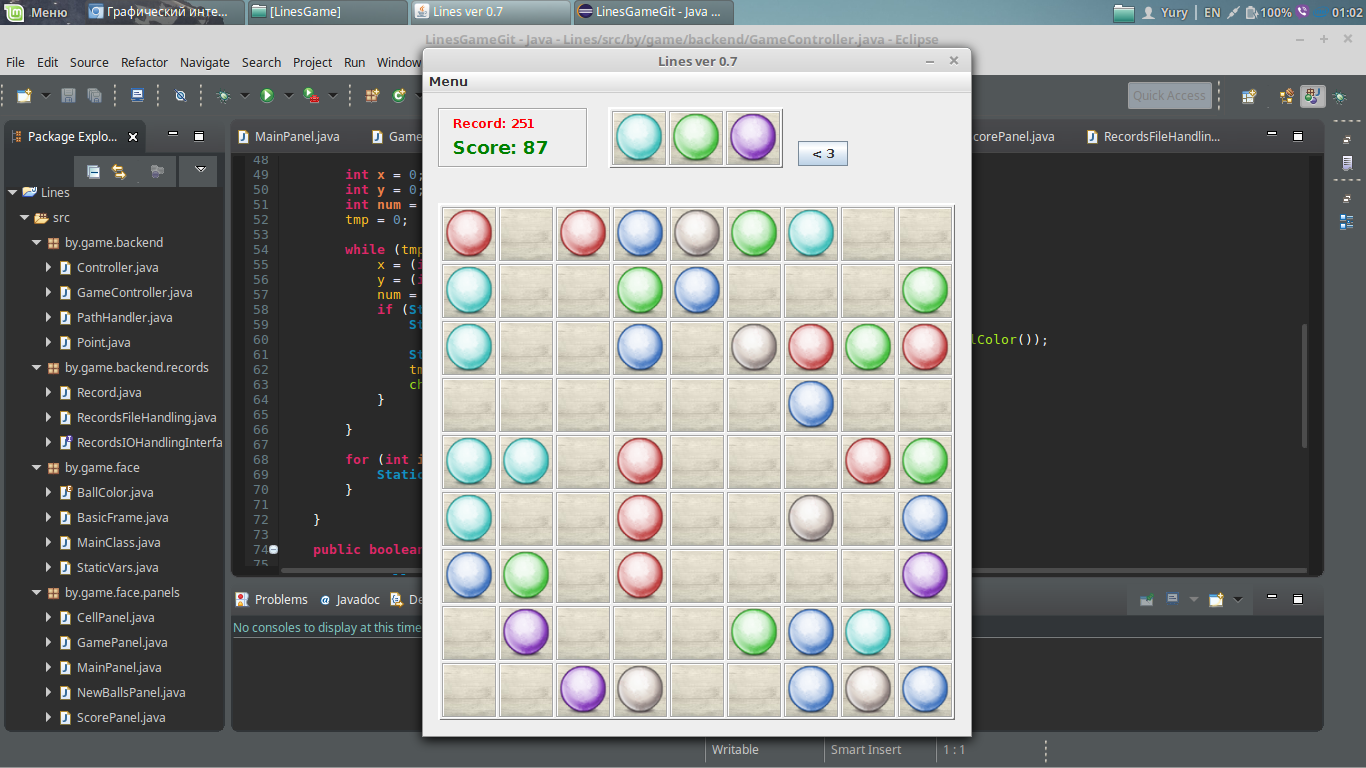 Меню
Графический инте...
[LinesGame]
Lines ver 0.7
LinesGameGit - Java ...
Yury
EN
100%
01:02
LinesGameGit - Java - Lines/src/by/game/backend/GameController.java - Eclipse
File Edit Source Refactor Navigate Search Project Run Window
Quick Access
Package Explo...
Lines
src
by.game.backend
Controller.java
GameController.java
PathHandler.java
Point.java
by.game.backend.records
Record.java
RecordsFileHandling.java
RecordsIOHandlingInterfa
by.game.face
BallColor.java
BasicFrame.java
MainClass.java
StaticVars.java
by.game.face.panels
CellPanel.java
GamePanel.java
MainPanel.java
NewBallsPanel.java
ScorePanel.java
MainPanel.java
Game
corePanel.java
RecordsFileHandlin...
48
49 int x = 0;
50 int y = 0;
51 int num =
52 tmp = 0;
53
54 while (tmp
55 x = (
56 y = (
57 num =
58 if (St
59 St
60 lColor());
61 St
62 tm
63 ch
64 }
65
66 }
67
68 for (int i
69 Static
70 }
71
72 }
73
74 public boolean
75
Lines ver 0.7
Menu
Record: 251
Score: 87
< 3
Problems
@ Javadoc
De
No consoles to display at this time
Writable
Smart Insert
1 : 1